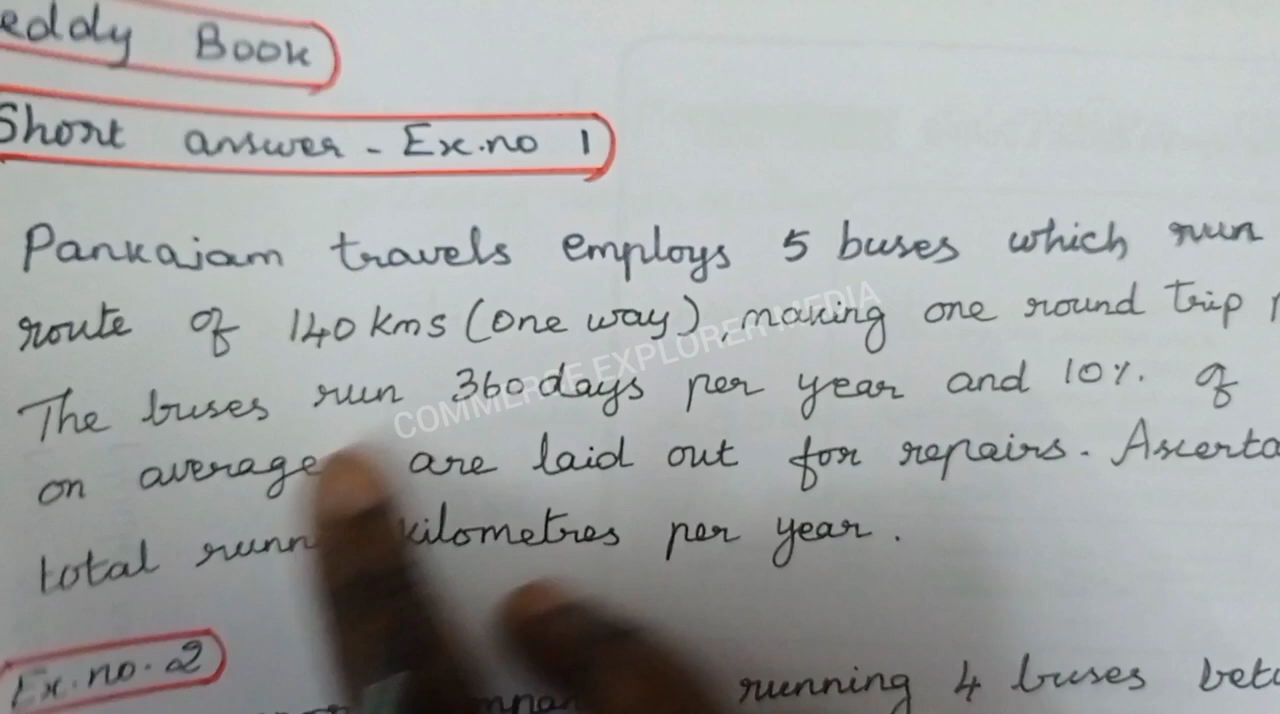 eddy Book
Short answer - Ex.no 1
Pankajam travels employs 5 buses which run
route of 140 kms (one way), making one round trip
The buses run 360 days per year and 10% of
on average are laid out for repairs. Ascerta
total runn kilometres per year.
COMMERCE EXPLORER MEDIA
Ex.no.2
running 4 buses betw